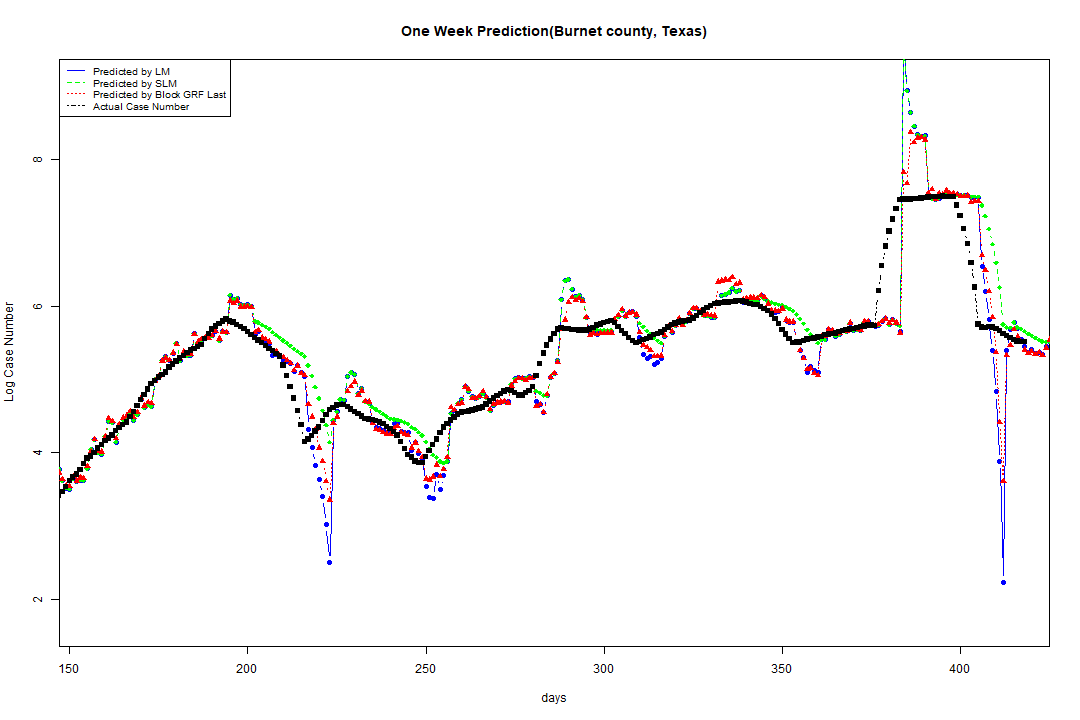 One Week Prediction(Burnet county, Texas)
Predicted by LM
Predicted by SLM
Predicted by Block GRF Last
Actual Case Number
8
6
4
2
Log Case Number
150 200 250 300 350 400
days